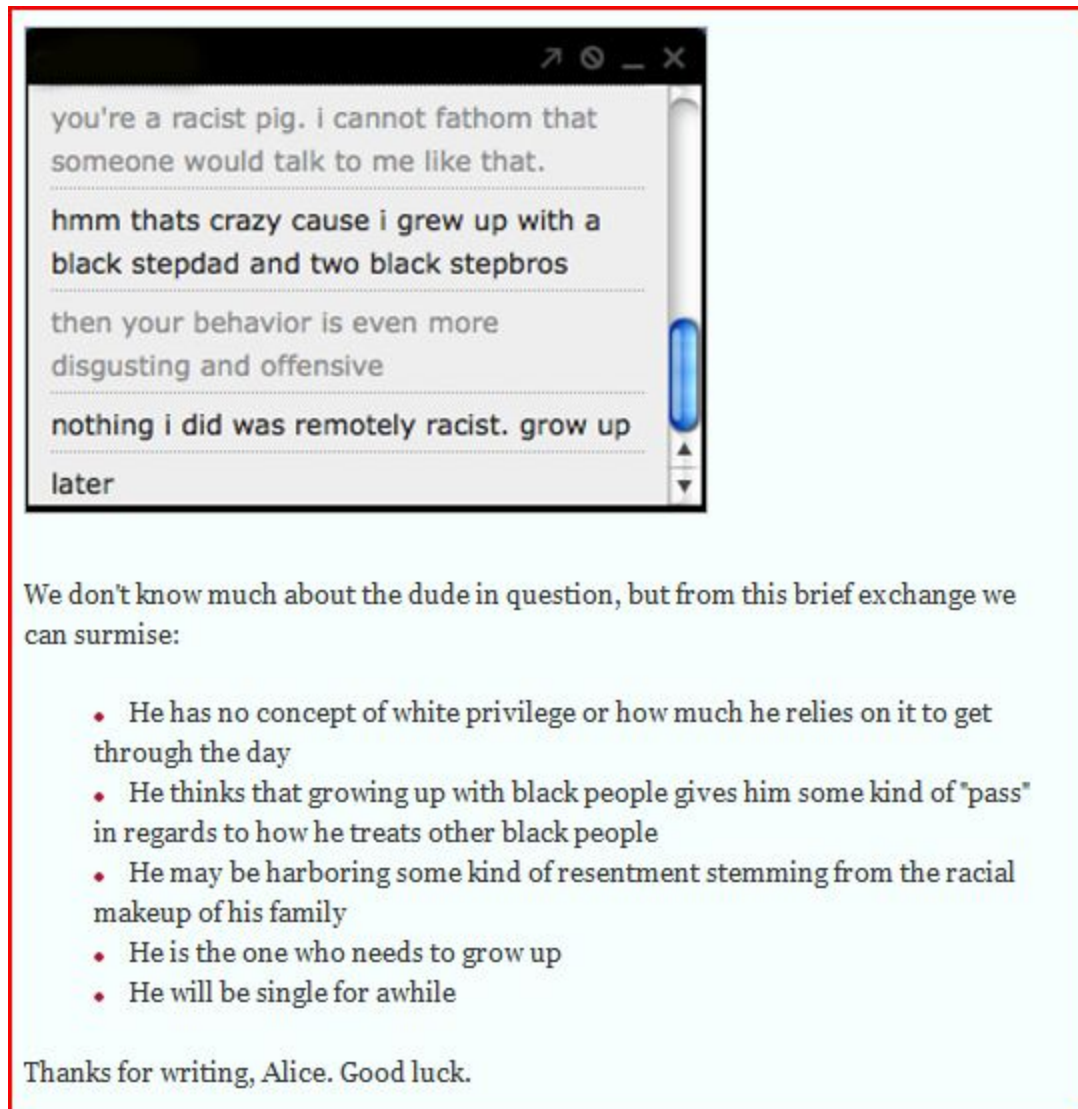 you're a racist pig. i cannot fathom that
someone would talk to me like that.
hmm thats crazy cause i grew up with a
black stepdad and two black stepbros
then your behavior is even more
disgusting and offensive
nothing i did was remotely racist. grow up
later
We don't know much about the dude in question, but from this brief exchange we
can surmise:
• He has no concept of white privilege or how much he relies on it to get
through the day
• He thinks that growing up with black people gives him some kind of "pass"
in regards to how he treats other black people
• He may be harboring some kind of resentment stemming from the racial
makeup of his family
• He is the one who needs to grow up
• He will be single for awhile
Thanks for writing, Alice. Good luck.